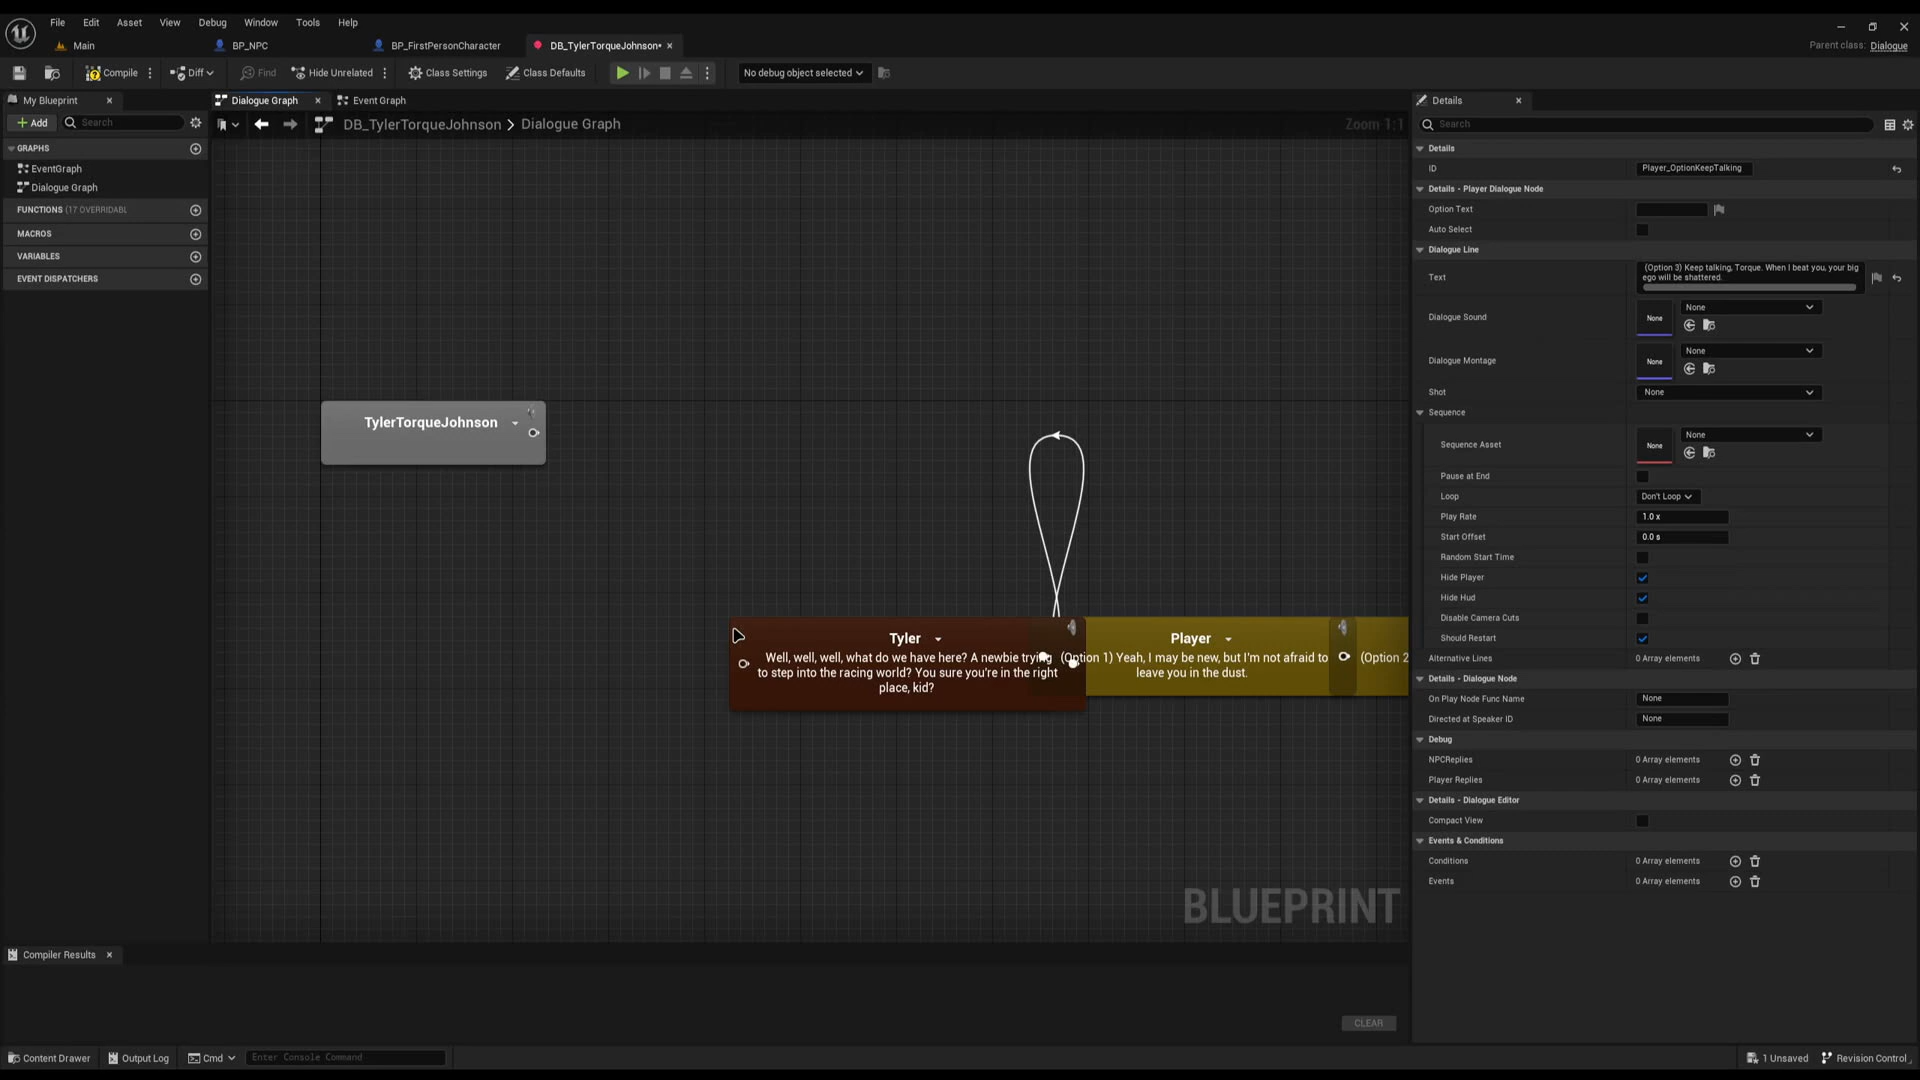 File Edit Asset View Debug Window Tools Help
Main BP_NPC BP_FirstPersonCharacter DB_TylerTorqueJohnson*
Parent class: Dialogue
Compile Diff Find Hide Unrelated Class Settings Class Defaults No debug object selected
My Blueprint
Dialogue Graph Event Graph
Details
Add Search
DB_TylerTorqueJohnson > Dialogue Graph
Zoom 1:1
Search
GRAPHS
EventGraph
Dialogue Graph
FUNCTIONS (17 OVERRIDABL
MACROS
VARIABLES
EVENT DISPATCHERS
TylerTorqueJohnson
Tyler
Well, well, well, what do we have here? A newbie trying
to step into the racing world? You sure you're in the right
place, kid?
Player
(Option 1) Yeah, I may be new, but I'm not afraid to
leave you in the dust.
(Option 2
BLUEPRINT
Details
ID Player_OptionKeepTalking
Details - Player Dialogue Node
Option Text
Auto Select
Dialogue Line
Text (Option 3) Keep talking, Torque. When I beat you, your big
ego will be shattered.
Dialogue Sound None None
Dialogue Montage None None
Shot None
Sequence
Sequence Asset None None
Pause at End
Loop Don't Loop
Play Rate 1.0 x
Start Offset 0.0 s
Random Start Time
Hide Player
Hide Hud
Disable Camera Cuts
Should Restart
Alternative Lines 0 Array elements
Details - Dialogue Node
On Play Node Func Name None
Directed at Speaker ID None
Debug
NPCReplies 0 Array elements
Player Replies 0 Array elements
Details - Dialogue Editor
Compact View
Events & Conditions
Conditions 0 Array elements
Events 0 Array elements
Compiler Results
CLEAR
Content Drawer Output Log Cmd Enter Console Command
1 Unsaved Revision Control